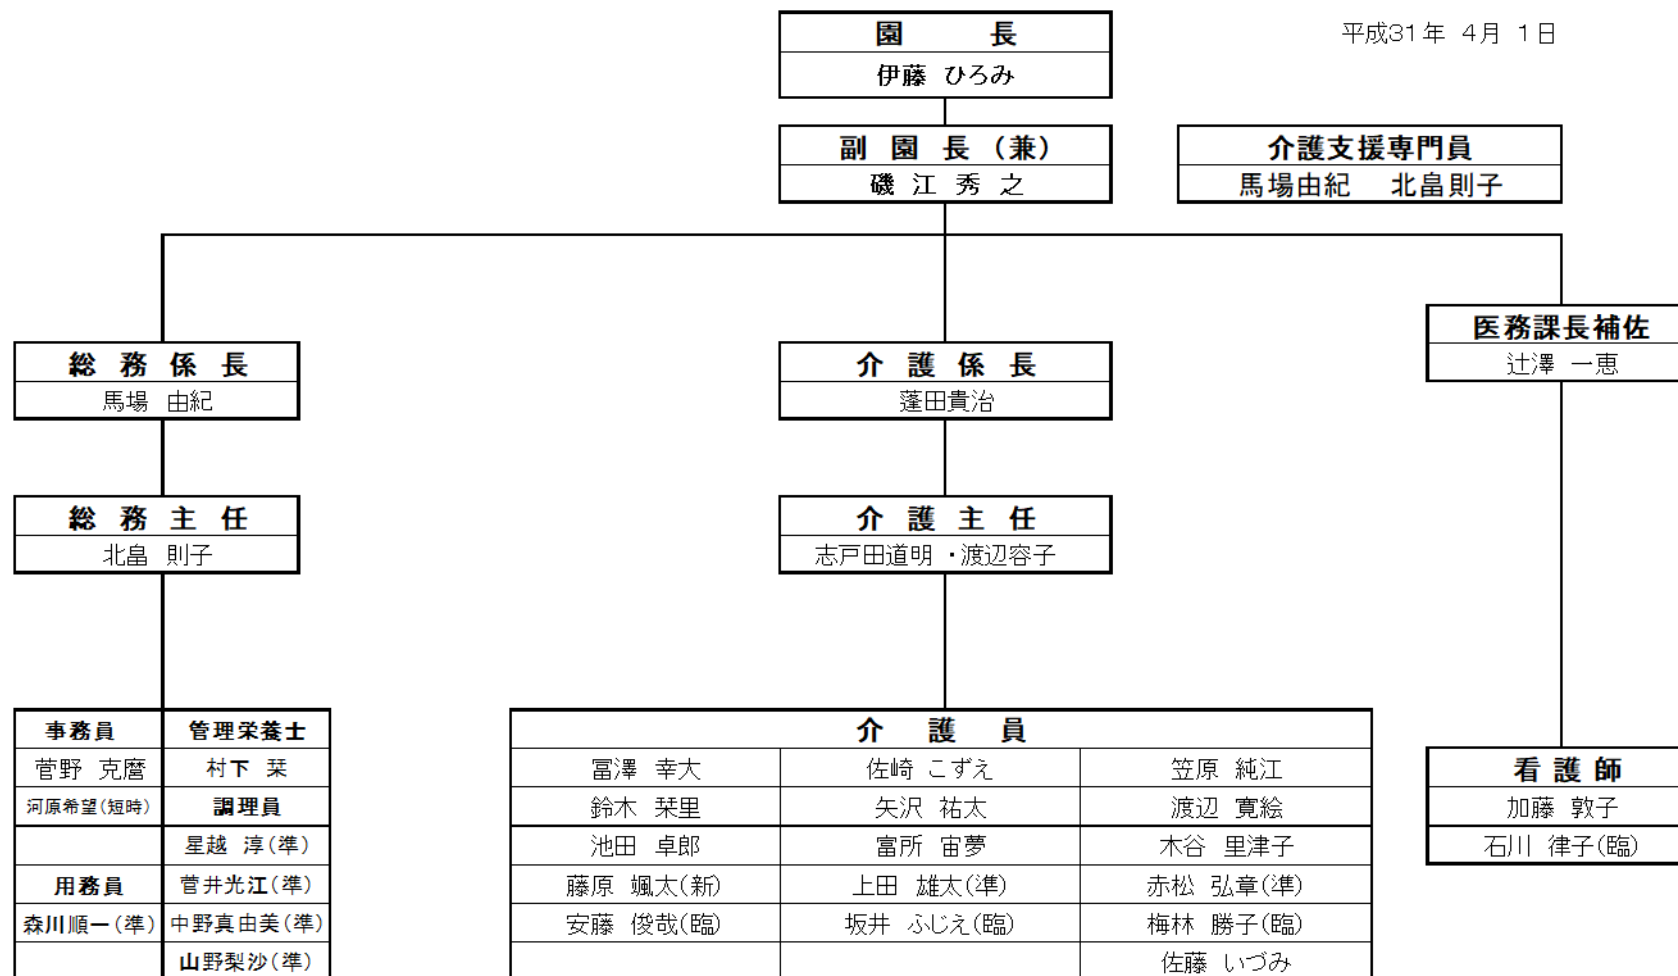 平成31年 4月 1日
園 長
伊藤 ひろみ
副 園 長 (兼)
磯 江 秀 之
介護支援専門員
馬場由紀 北畠則子
総 務 係 長
馬場 由紀
介 護 係 長
蓬田貴治
医務課長補佐
辻澤 一恵
総 務 主 任
北畠 則子
介 護 主 任
志戸田道明 ・渡辺容子
事務員 管理栄養士
菅野 克麿 村下 栞
河原希望(短時) 調理員
星越 淳(準)
用務員 菅井光江(準)
森川順一(準) 中野真由美(準)
山野梨沙(準)
介 護 員
冨澤 幸大 佐崎 こずえ 笠原 純江
鈴木 栞里 矢沢 祐太 渡辺 寛絵
池田 卓郎 富所 宙夢 木谷 里津子
藤原 颯太(新) 上田 雄太(準) 赤松 弘章(準)
安藤 俊哉(臨) 坂井 ふじえ(臨) 梅林 勝子(臨)
佐藤 いづみ
看 護 師
加藤 敦子
石川 律子(臨)